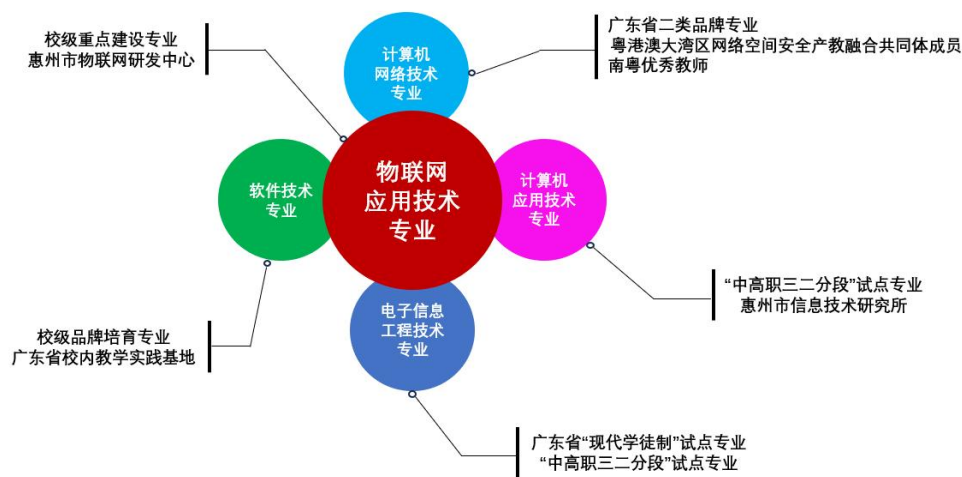 校级重点建设专业
惠州市物联网研发中心
计算机
网络技术
专业
广东省二类品牌专业
粤港澳大湾区网络空间安全产教融合共同体成员
南粤优秀教师
软件技术
专业
物联网
应用技术
专业
计算机
应用技术
专业
“中高职三二分段”试点专业
惠州市信息技术研究所
校级品牌培育专业
广东省校内教学实践基地
电子信息
工程技术
专业
广东省“现代学徒制”试点专业
“中高职三二分段”试点专业